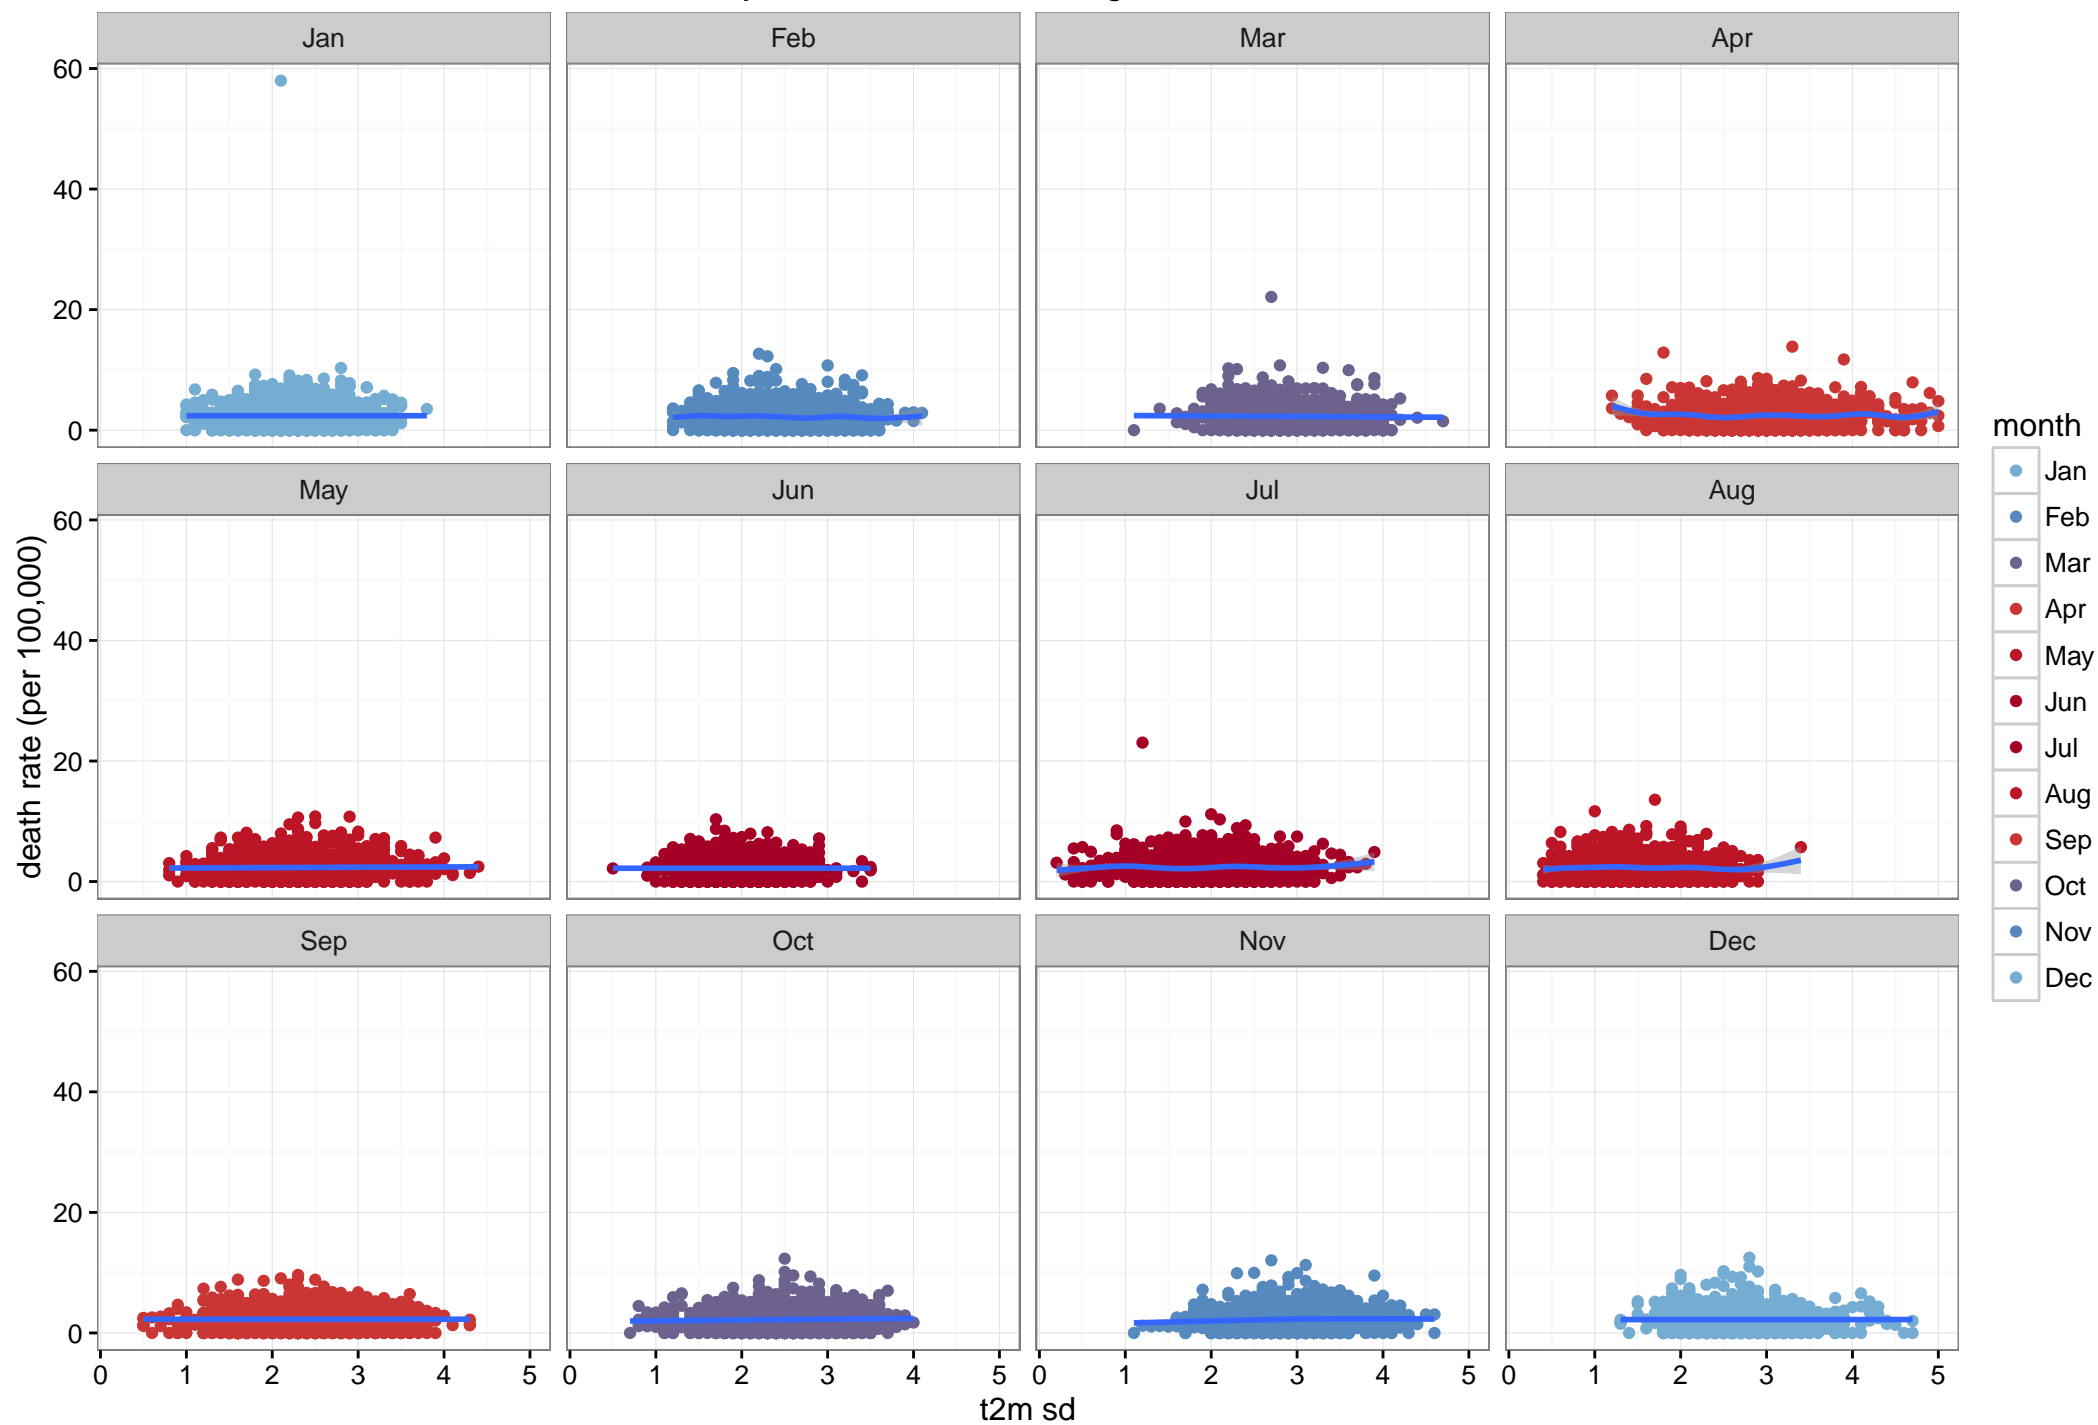 Jan Feb Mar Apr
60
40
20
0
May Jun Jul Aug
60
40
20
0
Sep Oct Nov Dec
60
40
20
0
0 1 2 3 4 5 0 1 2 3 4 5 0 1 2 3 4 5 0 1 2 3 4 5
t2m sd
death rate (per 100,000)
month
Jan
Feb
Mar
Apr
May
Jun
Jul
Aug
Sep
Oct
Nov
Dec